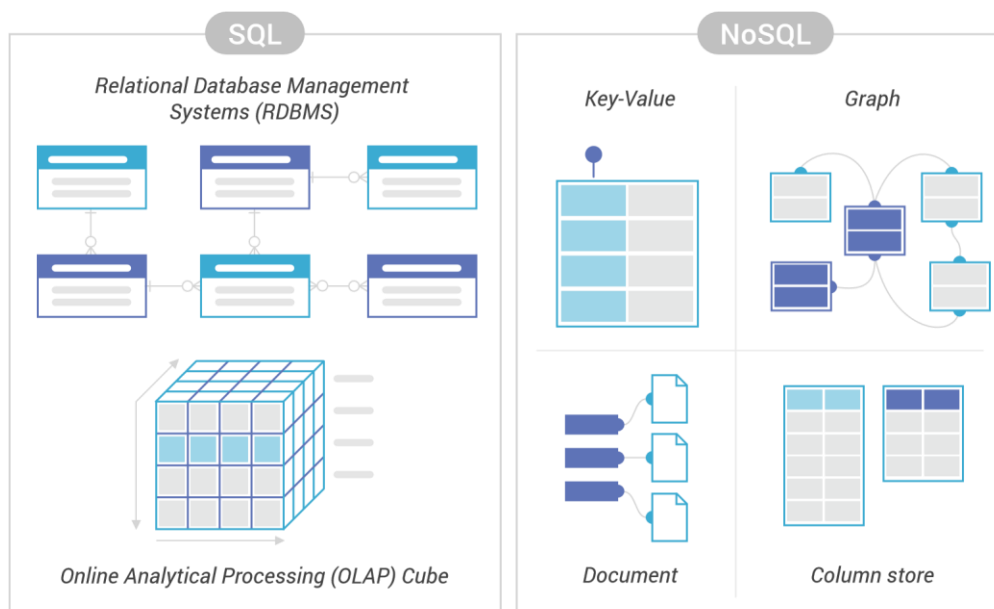 SQL
Relational Database Management
Systems (RDBMS)
Online Analytical Processing (OLAP) Cube
NoSQL
Key-Value
Graph
Document
Column store